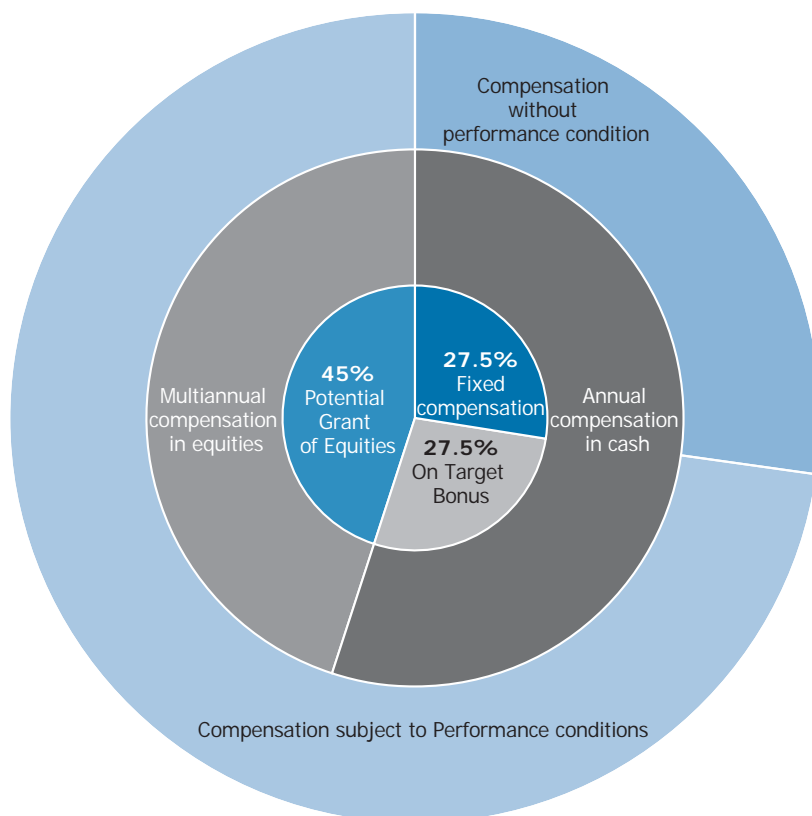 Compensation
without
performance condition
45%
Potential
Grant
of Equities
27.5%
Fixed
compensation
Multiannual
compensation
in equities
Annual
compensation
in cash
27.5%
On Target
Bonus
Compensation subject to Performance conditions